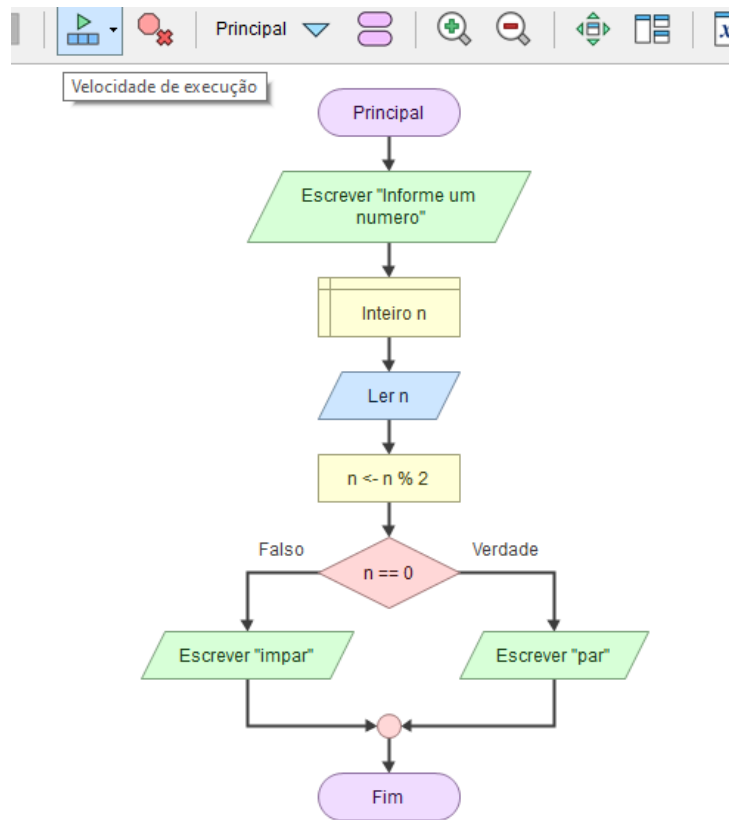 Principal
Velocidade de execução
Principal
Escrever "Informe um
numero"
Inteiro n
Ler n
n <- n % 2
Falso
Verdade
n == 0
Escrever "impar"
Escrever "par"
Fim